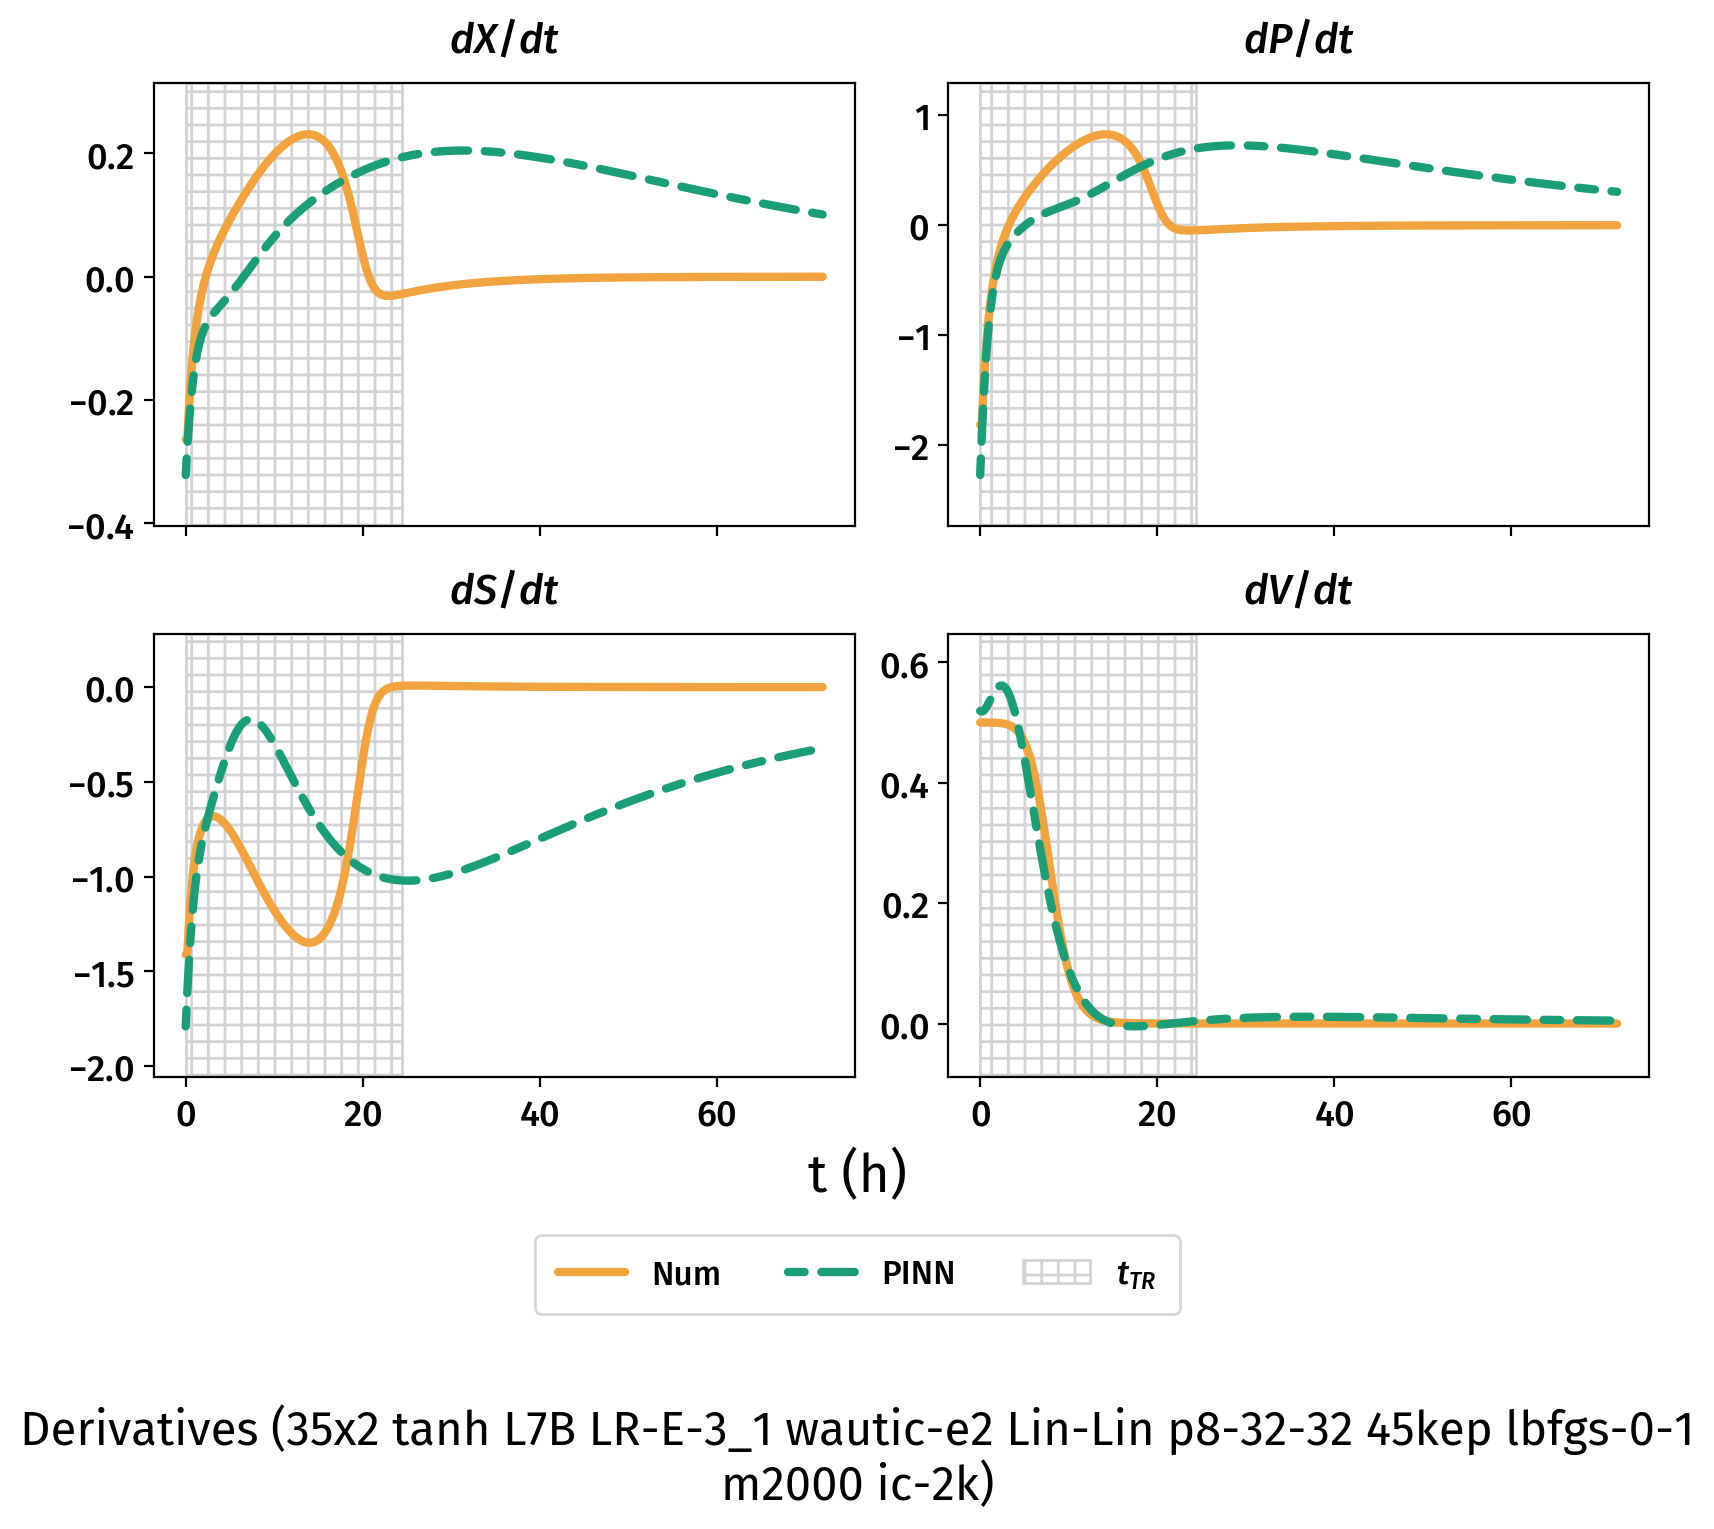 dX/dt
dP/dt
0.2
0.0
−0.2
−0.4
1
0
−1
−2
dS/dt
dV/dt
0.0
−0.5
−1.0
−1.5
−2.0
0.6
0.4
0.2
0.0
0 20 40 60
0 20 40 60
t (h)
Num PINN tTR
Derivatives (35x2 tanh L7B LR-E-3_1 wautic-e2 Lin-Lin p8-32-32 45kep lbfgs-0-1
m2000 ic-2k)